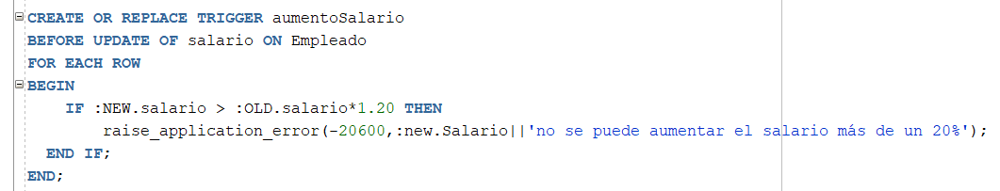 CREATE OR REPLACE TRIGGER aumentoSalario
BEFORE UPDATE OF salario ON Empleado
FOR EACH ROW
BEGIN
    IF :NEW.salario > :OLD.salario*1.20 THEN
        raise_application_error(-20600,:new.Salario||'no se puede aumentar el salario más de un 20%');
  END IF;
END;